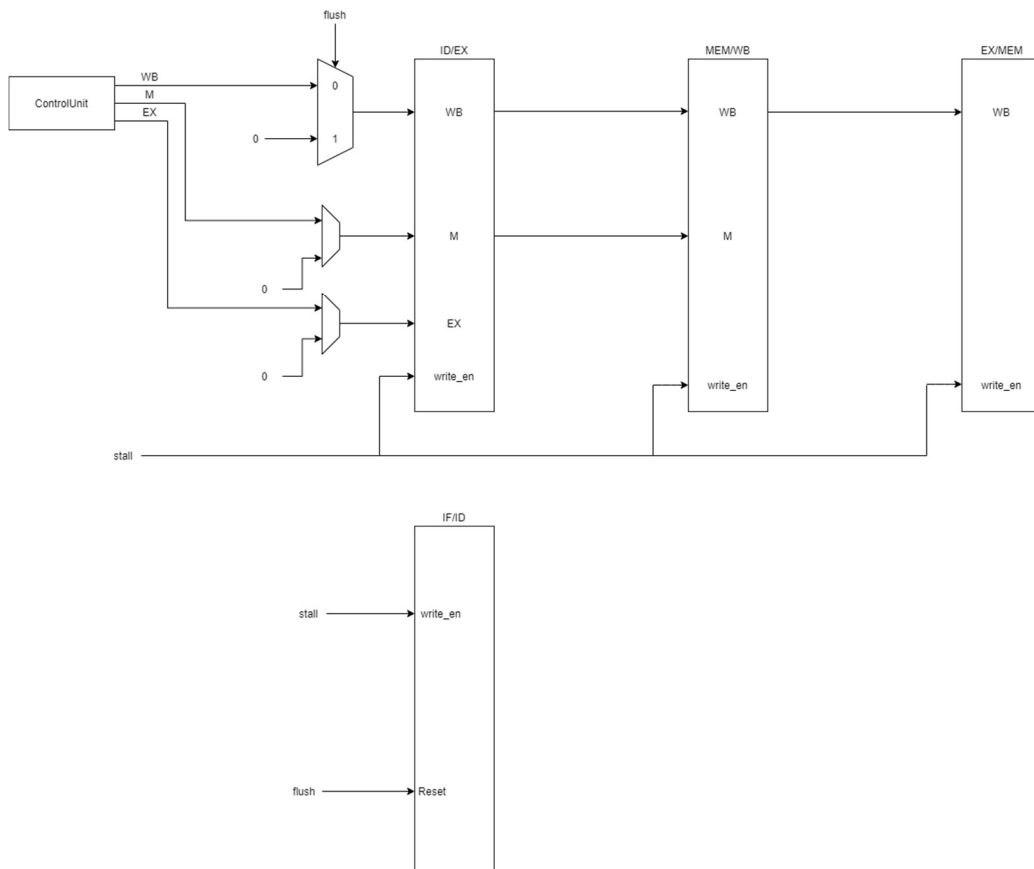 flush
ID/EX
MEM/WB
EX/MEM
ControlUnit
WB
M
EX
0
0
1
WB
WB
WB
M
M
0
EX
0
write_en
write_en
write_en
stall
IF/ID
stall
write_en
flush
Reset